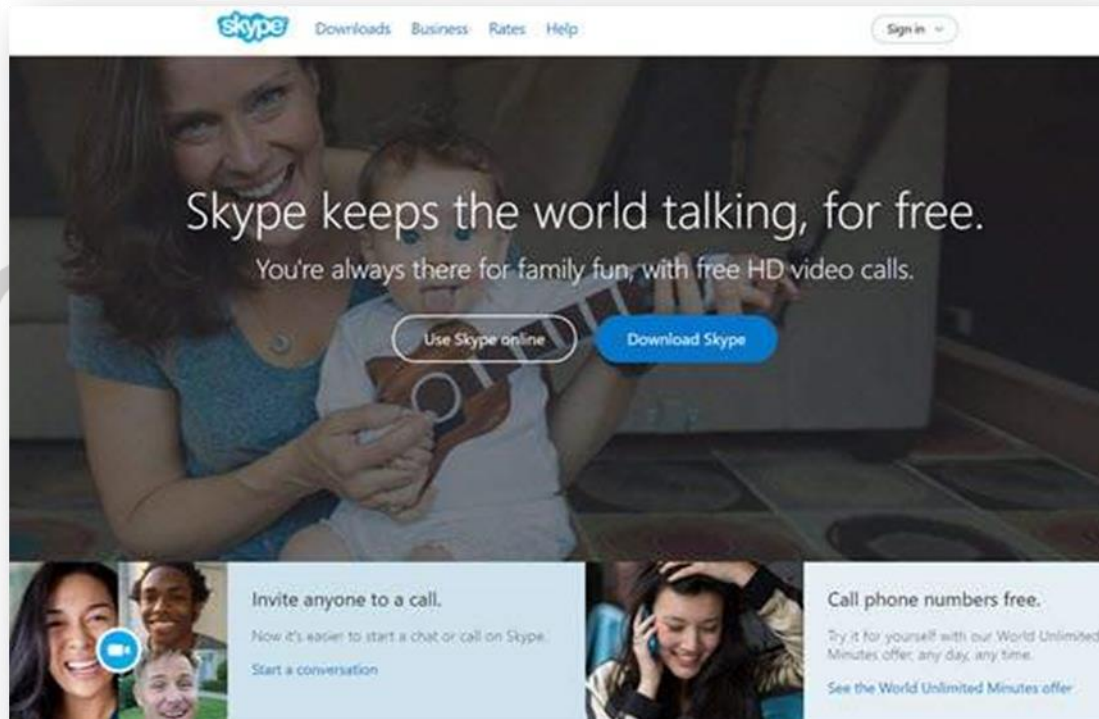 skype
Downloads Business Rates Help
Sign in
Skype keeps the world talking, for free.
You're always there for family fun, with free HD video calls.
Use Skype online
Download Skype
Invite anyone to a call.
Now it's easier to start a chat or call on Skype.
Start a conversation
Call phone numbers free.
Try it for yourself with our World Unlimited
Minutes offer, any day, any time.
See the World Unlimited Minutes offer